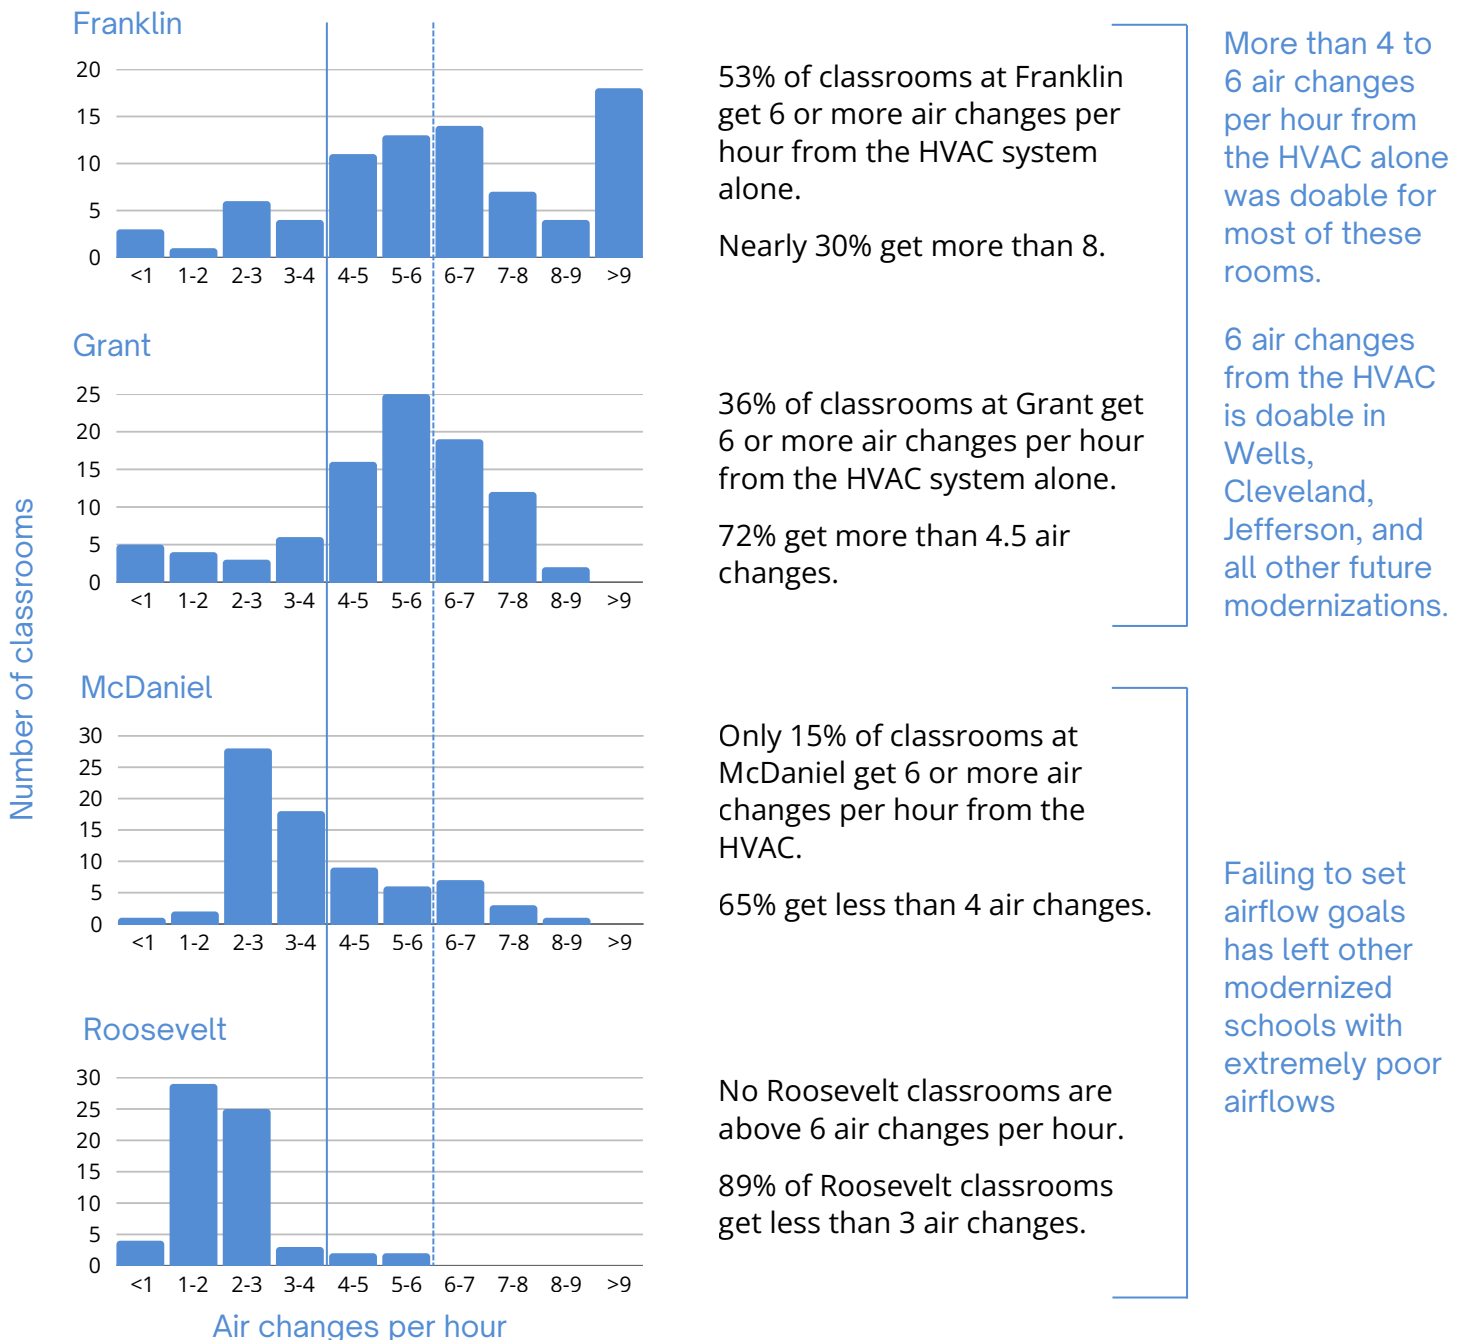 Franklin
20
15
10
5
0
<1 1-2 2-3 3-4 4-5 5-6 6-7 7-8 8-9 >9
53% of classrooms at Franklin
get 6 or more air changes per
hour from the HVAC system
alone.
Nearly 30% get more than 8.
More than 4 to
6 air changes
per hour from
the HVAC alone
was doable for
most of these
rooms.
6 air changes
from the HVAC
is doable in
Wells,
Cleveland,
Jefferson, and
all other future
modernizations.
Grant
25
20
15
10
5
0
<1 1-2 2-3 3-4 4-5 5-6 6-7 7-8 8-9 >9
36% of classrooms at Grant get
6 or more air changes per hour
from the HVAC system alone.
72% get more than 4.5 air
changes.
Number of classrooms
McDaniel
30
25
20
15
10
5
0
<1 1-2 2-3 3-4 4-5 5-6 6-7 7-8 8-9 >9
Only 15% of classrooms at
McDaniel get 6 or more air
changes per hour from the
HVAC.
65% get less than 4 air changes.
Failing to set
airflow goals
has left other
modernized
schools with
extremely poor
airflows
Roosevelt
30
25
20
15
10
5
0
<1 1-2 2-3 3-4 4-5 5-6 6-7 7-8 8-9 >9
No Roosevelt classrooms are
above 6 air changes per hour.
89% of Roosevelt classrooms
get less than 3 air changes.
Air changes per hour